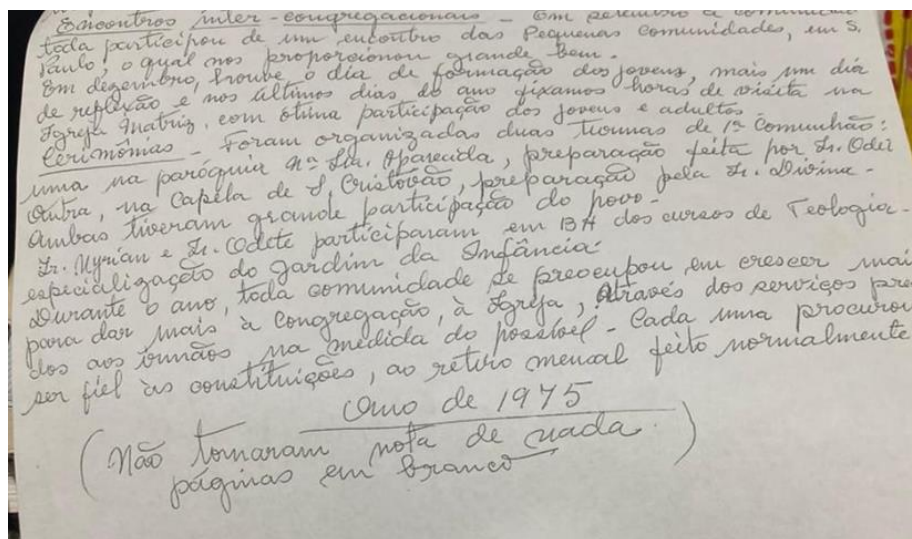 Encontros inter-congregacionais - Em setembro a comunidade
toda participou de um encontro das Pequenas Comunidades, em S.
Paulo, o qual nos proporcionou grande bem.
Em dezembro, houve o dia de formação dos jovens, mais um dia
de reflexão e nos últimos dias do ano fixamos horas de visita na
Igreja Matriz, com ótima participação dos jovens e adultos.
Cerimônias - Foram organizadas duas turmas de 1ª Comunhão:
uma na paróquia Nª Sra. Aparecida, preparação feita por Ir. Odet
Outra, na Capela de S. Cristovão, preparação pela Ir. Divina-
Ambas tiveram grande participação do povo-
Ir. Myrian e Ir. Odete participaram em BH dos cursos de Teologia-
especialização do Jardim da Infância.
Durante o ano, toda comunidade se preocupou em crescer mais
para dar mais à Congregação, à Igreja, através dos serviços pre
dos aos irmãos na medida do possível - Cada uma procurou
ser fiel às constituições, ao retiro mensal feito normalmente
Ano de 1975
(Não tomaram nota de nada.
páginas em branco)